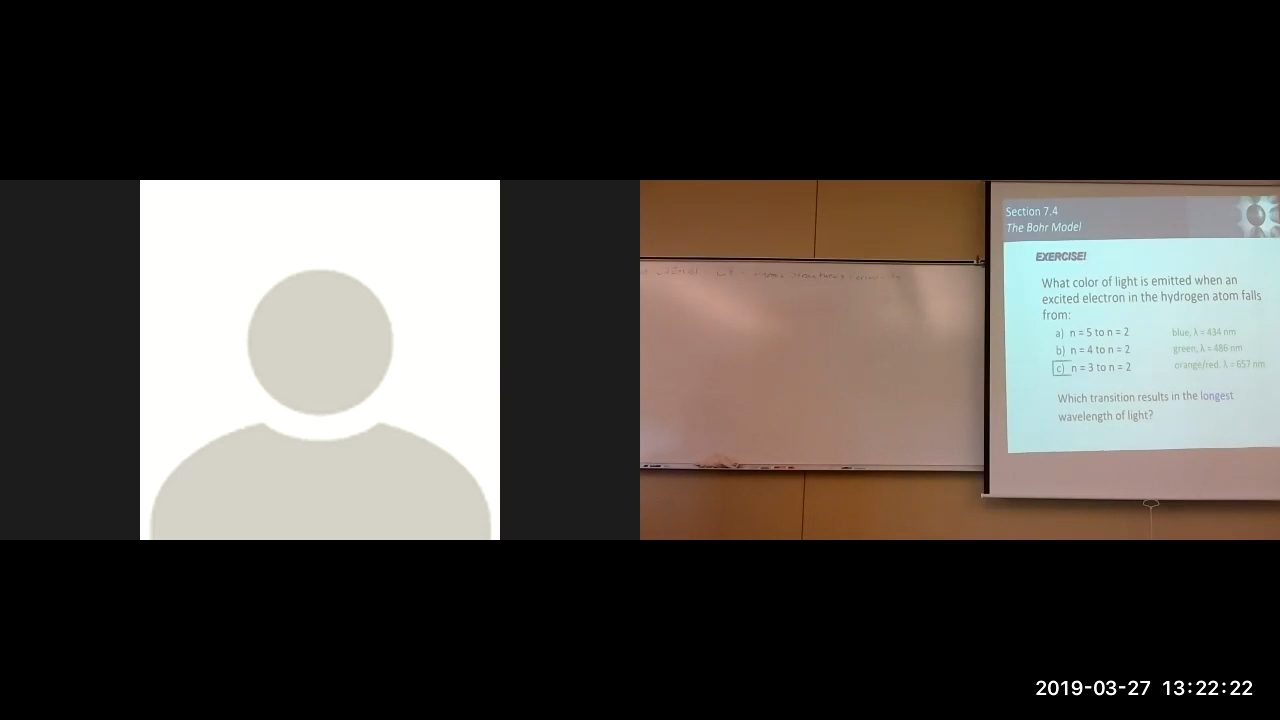 Section 7.4
The Bohr Model
EXERCISE!
What color of light is emitted when an
excited electron in the hydrogen atom falls
from:
a) n = 5 to n = 2 blue, λ = 434 nm
b) n = 4 to n = 2 green, λ = 486 nm
c) n = 3 to n = 2 orange/red, λ = 657 nm
Which transition results in the longest
wavelength of light?
2019-03-27 13:22:22